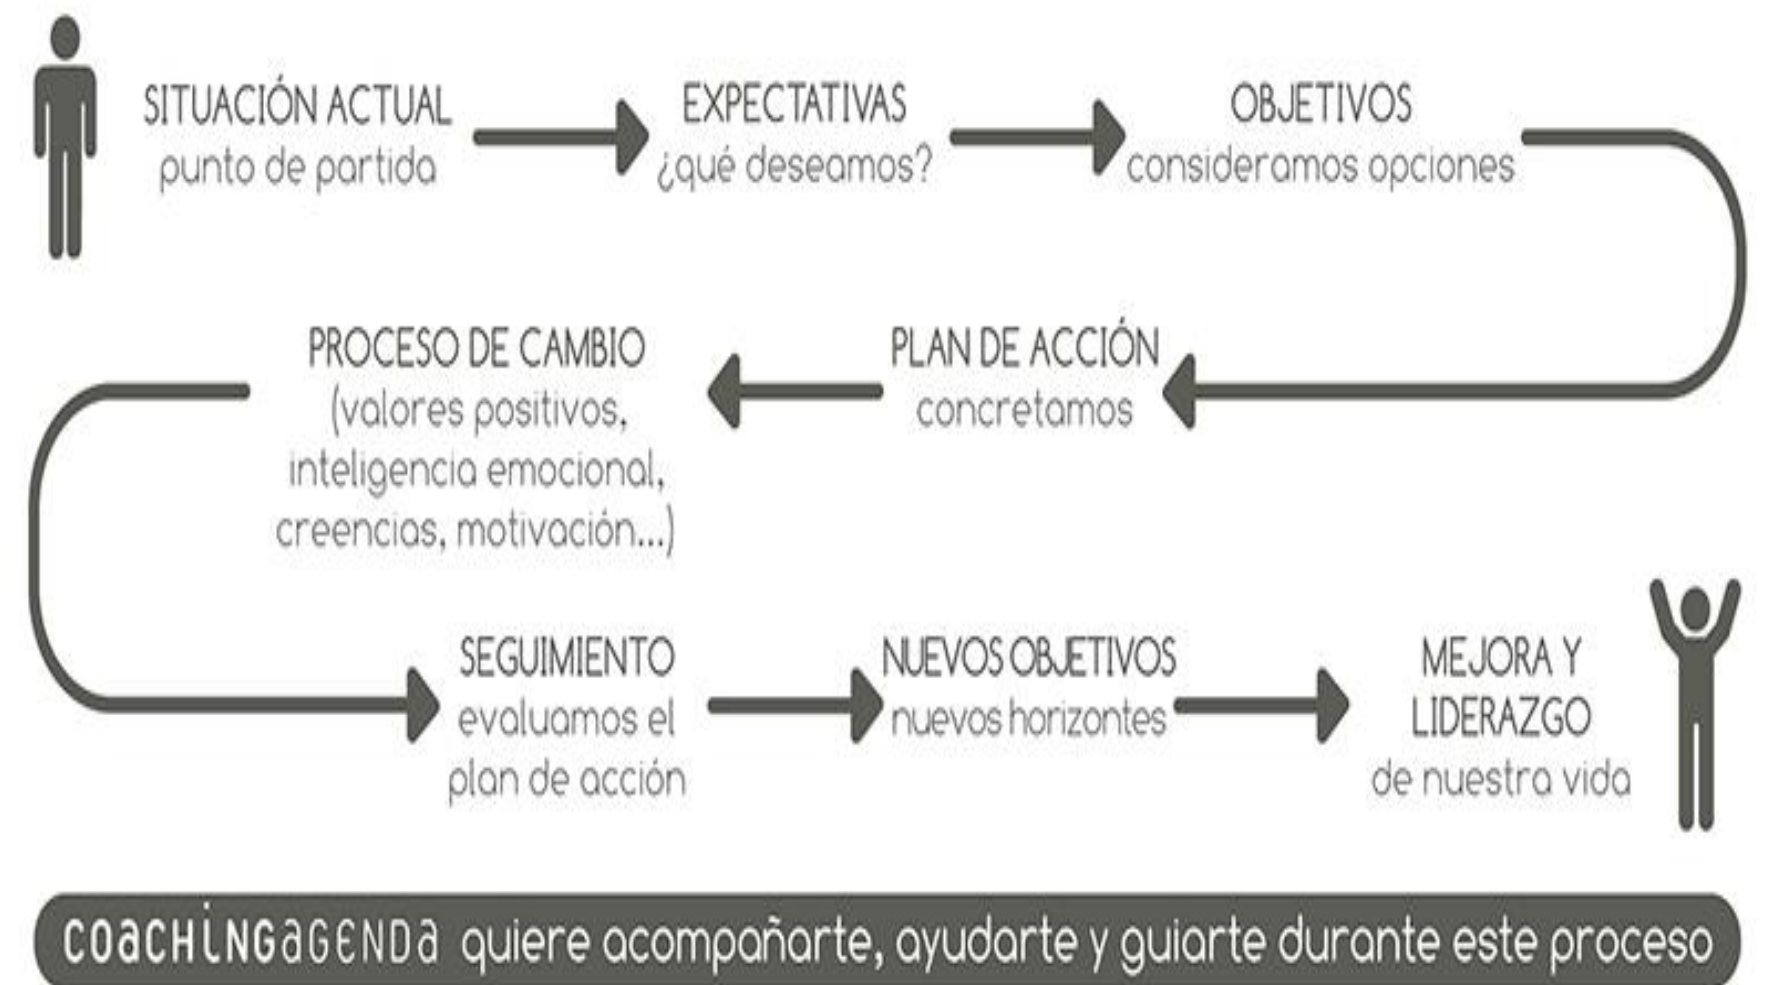 SITUACIÓN ACTUAL
punto de partida
EXPECTATIVAS
¿qué deseamos?
OBJETIVOS
consideramos opciones
PLAN DE ACCIÓN
concretamos
PROCESO DE CAMBIO
(valores positivos,
inteligencia emocional,
creencias, motivación...)
SEGUIMIENTO
evaluamos el
plan de acción
NUEVOS OBJETIVOS
nuevos horizontes
MEJORA Y
LIDERAZGO
de nuestra vida
COaCHiNGaGENDa quiere acompañarte, ayudarte y guiarte durante este proceso